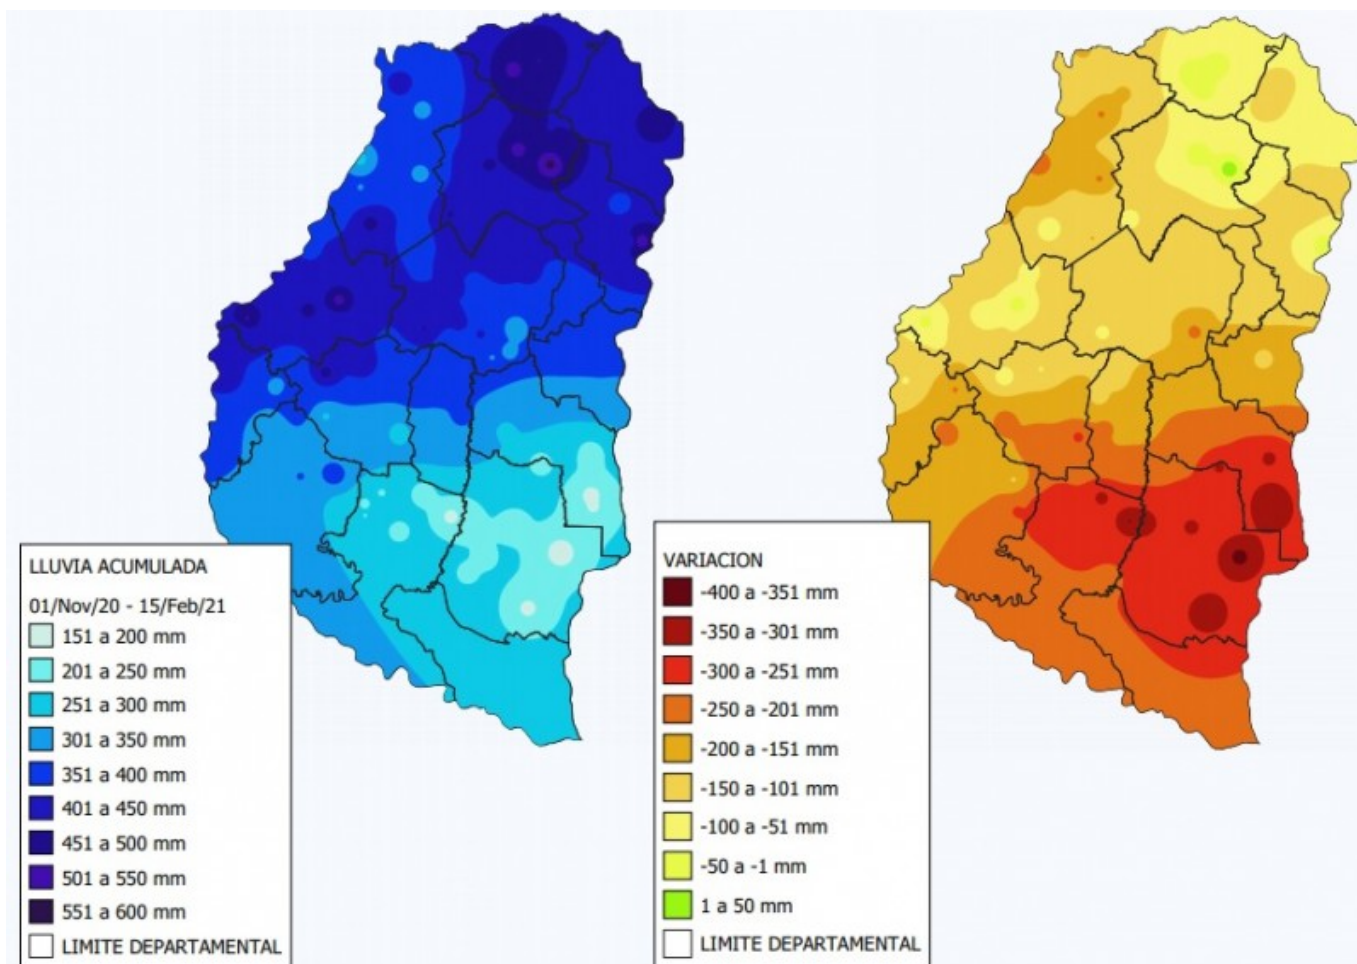 LLUVIA ACUMULADA
01/Nov/20 - 15/Feb/21
151 a 200 mm
201 a 250 mm
251 a 300 mm
301 a 350 mm
351 a 400 mm
401 a 450 mm
451 a 500 mm
501 a 550 mm
551 a 600 mm
LIMITE DEPARTAMENTAL
VARIACION
-400 a -351 mm
-350 a -301 mm
-300 a -251 mm
-250 a -201 mm
-200 a -151 mm
-150 a -101 mm
-100 a -51 mm
-50 a -1 mm
1 a 50 mm
LIMITE DEPARTAMENTAL